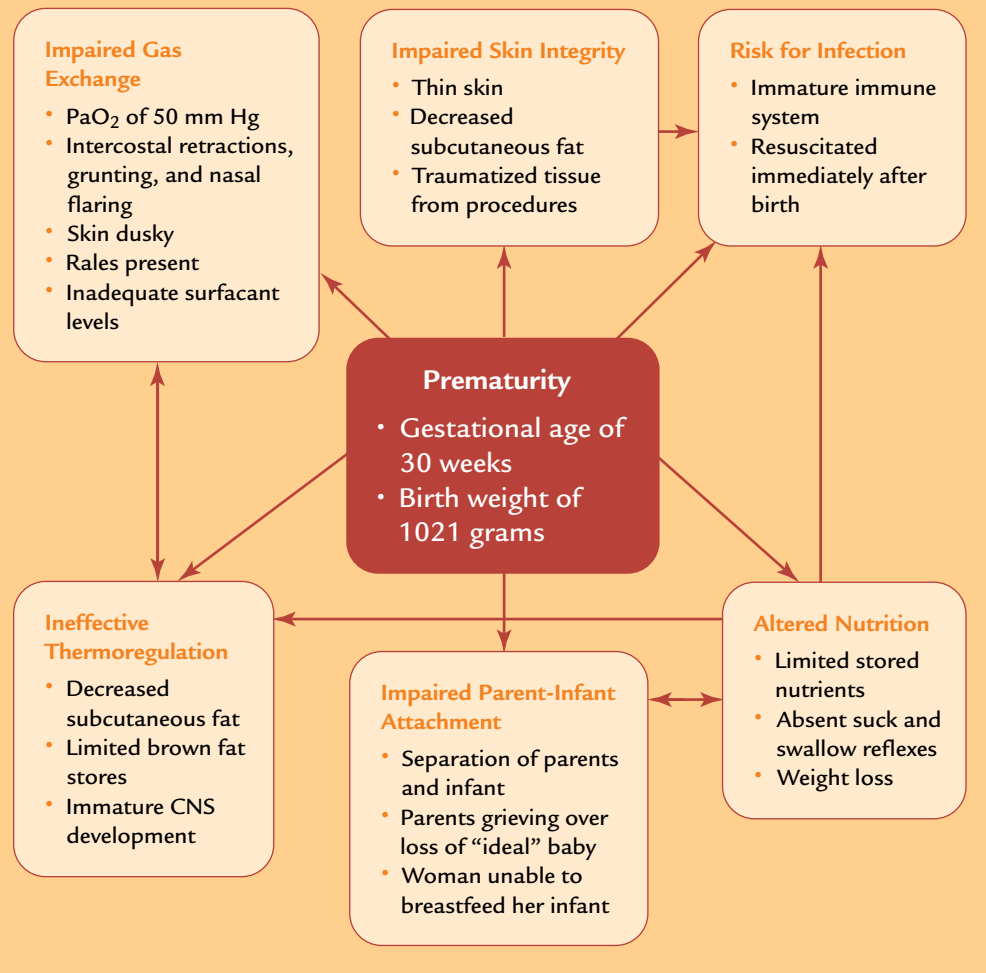 Impaired Gas
Exchange
• PaO2 of 50 mm Hg
• Intercostal retractions,
grunting, and nasal
flaring
• Skin dusky
• Rales present
• Inadequate surfacant
levels
Impaired Skin Integrity
• Thin skin
• Decreased
subcutaneous fat
• Traumatized tissue
from procedures
Risk for Infection
• Immature immune
system
• Resuscitated
immediately after
birth
Prematurity
• Gestational age of
30 weeks
• Birth weight of
1021 grams
Ineffective
Thermoregulation
• Decreased
subcutaneous fat
• Limited brown fat
stores
• Immature CNS
development
Impaired Parent-Infant
Attachment
• Separation of parents
and infant
• Parents grieving over
loss of “ideal” baby
• Woman unable to
breastfeed her infant
Altered Nutrition
• Limited stored
nutrients
• Absent suck and
swallow reflexes
• Weight loss